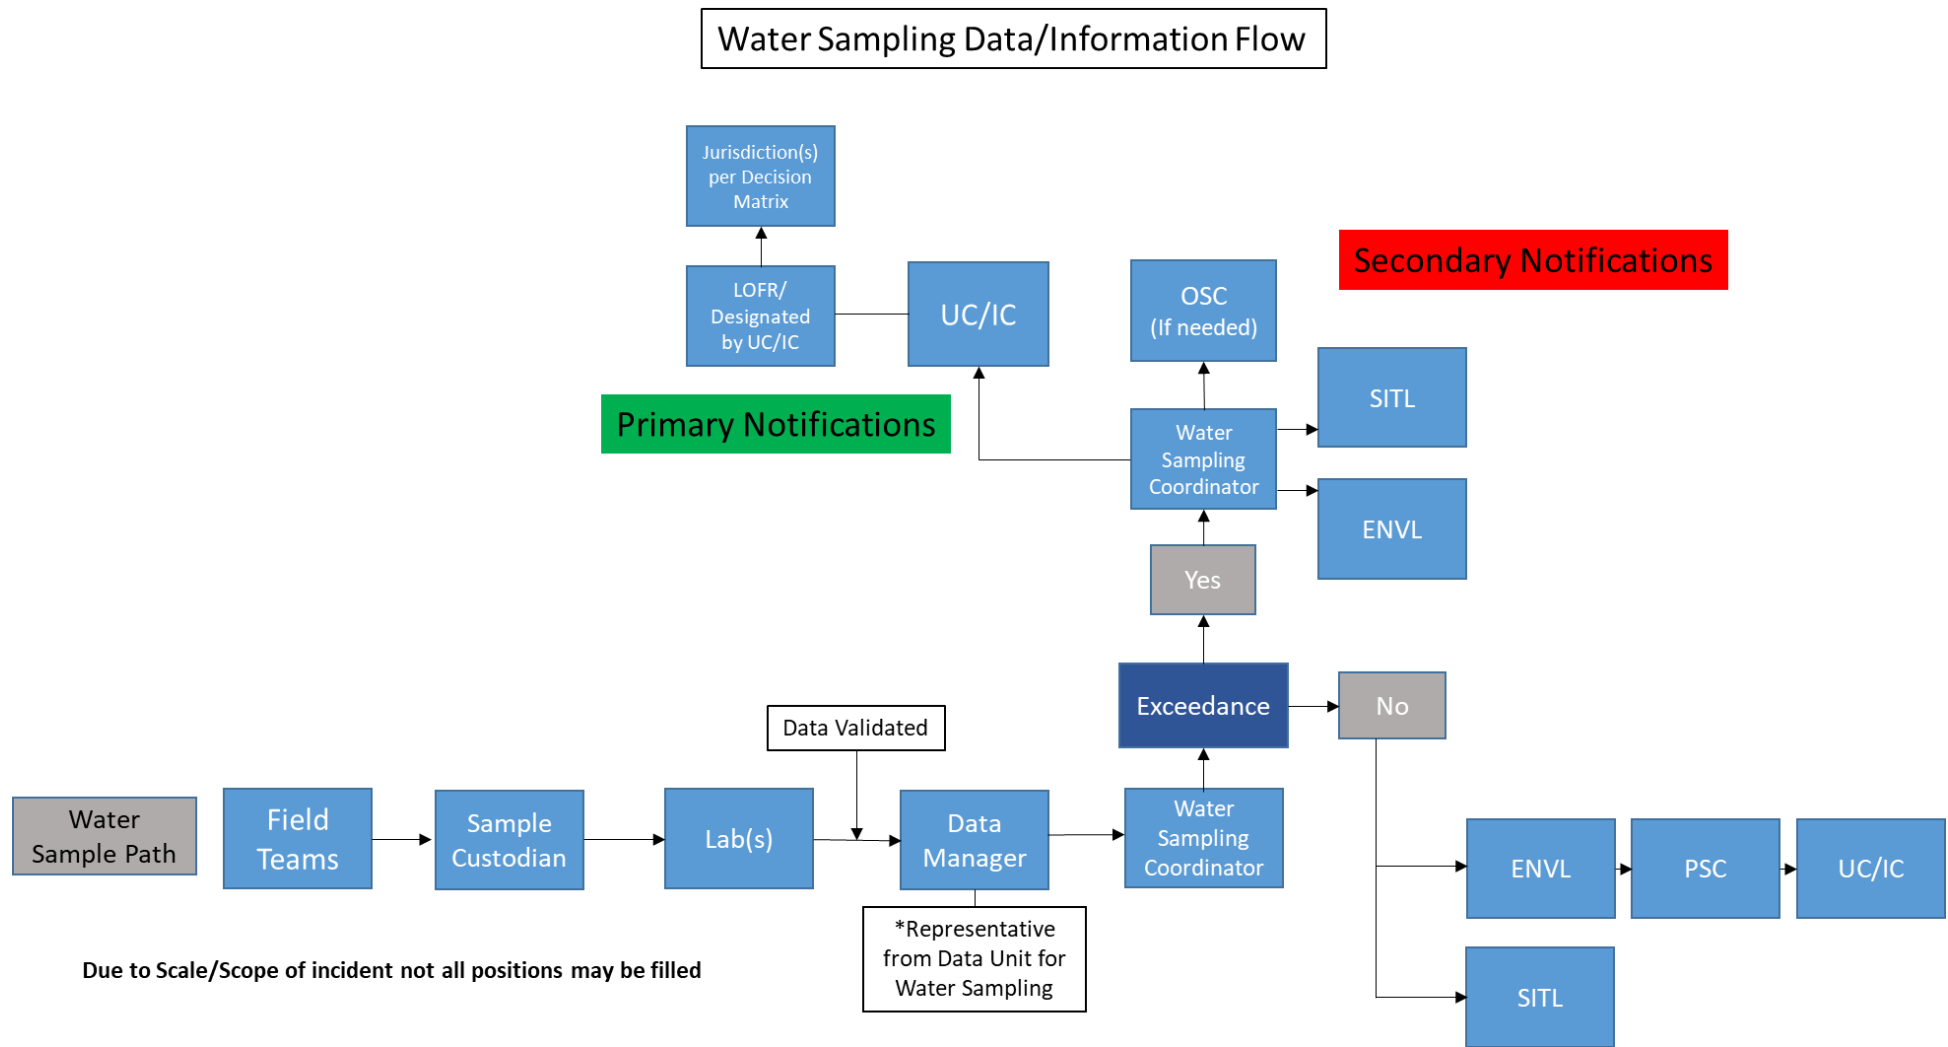 Water Sampling Data/Information Flow
Jurisdiction(s)
per Decision
Matrix
LOFR/
Designated
by UC/IC
UC/IC
OSC
(If needed)
Secondary Notifications
SITL
Primary Notifications
Water
Sampling
Coordinator
ENVL
Yes
Exceedance
No
Data Validated
Water
Sample Path
Field
Teams
Sample
Custodian
Lab(s)
Data
Manager
Water
Sampling
Coordinator
ENVL
PSC
UC/IC
*Representative
from Data Unit for
Water Sampling
Due to Scale/Scope of incident not all positions may be filled
SITL